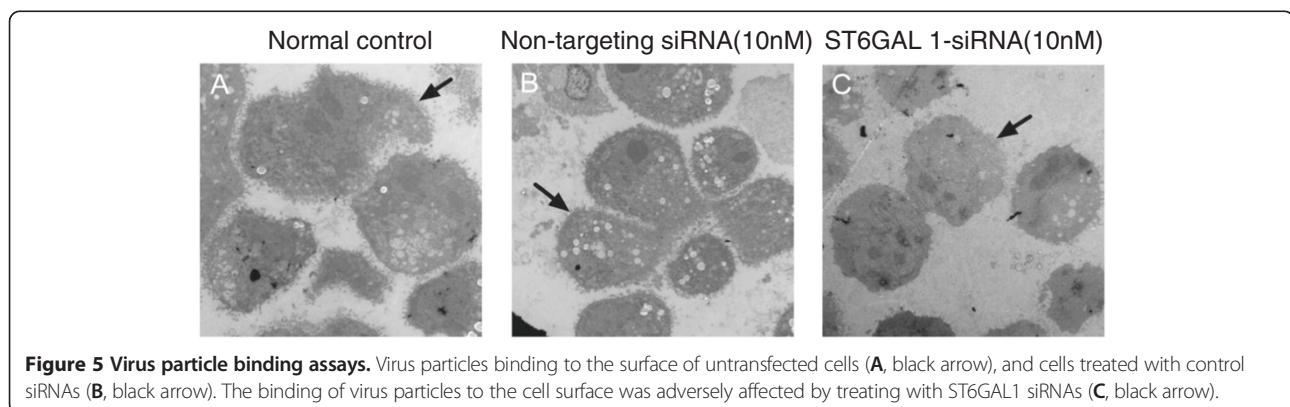 Normal control
Non-targeting siRNA(10nM)
ST6GAL 1-siRNA(10nM)
A
B
C
Figure 5 Virus particle binding assays. Virus particles binding to the surface of untransfected cells (A, black arrow), and cells treated with control
siRNAs (B, black arrow). The binding of virus particles to the cell surface was adversely affected by treating with ST6GAL1 siRNAs (C, black arrow).